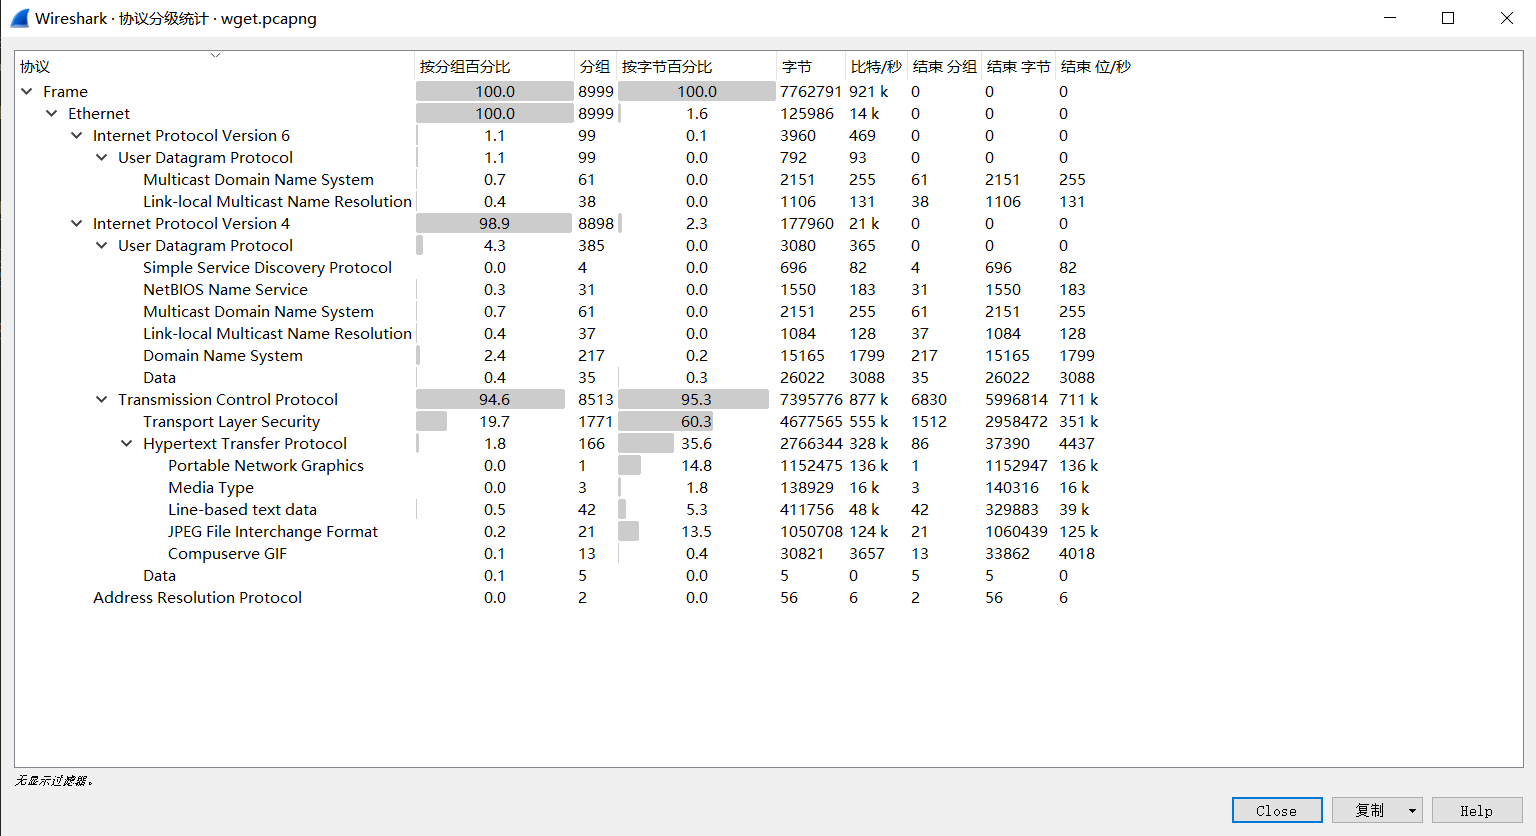 Wireshark · 协议分级统计 · wget.pcapng
协议 按分组百分比 分组 按字节百分比 字节 比特/秒 结束 分组 结束 字节 结束 位/秒
Frame 100.0 8999 100.0 7762791 921 k 0 0 0
Ethernet 100.0 8999 1.6 125986 14 k 0 0 0
Internet Protocol Version 6 1.1 99 0.1 3960 469 0 0 0
User Datagram Protocol 1.1 99 0.0 792 93 0 0 0
Multicast Domain Name System 0.7 61 0.0 2151 255 61 2151 255
Link-local Multicast Name Resolution 0.4 38 0.0 1106 131 38 1106 131
Internet Protocol Version 4 98.9 8898 2.3 177960 21 k 0 0 0
User Datagram Protocol 4.3 385 0.0 3080 365 0 0 0
Simple Service Discovery Protocol 0.0 4 0.0 696 82 4 696 82
NetBIOS Name Service 0.3 31 0.0 1550 183 31 1550 183
Multicast Domain Name System 0.7 61 0.0 2151 255 61 2151 255
Link-local Multicast Name Resolution 0.4 37 0.0 1084 128 37 1084 128
Domain Name System 2.4 217 0.2 15165 1799 217 15165 1799
Data 0.4 35 0.3 26022 3088 35 26022 3088
Transmission Control Protocol 94.6 8513 95.3 7395776 877 k 6830 5996814 711 k
Transport Layer Security 19.7 1771 60.3 4677565 555 k 1512 2958472 351 k
Hypertext Transfer Protocol 1.8 166 35.6 2766344 328 k 86 37390 4437
Portable Network Graphics 0.0 1 14.8 1152475 136 k 1 1152947 136 k
Media Type 0.0 3 1.8 138929 16 k 3 140316 16 k
Line-based text data 0.5 42 5.3 411756 48 k 42 329883 39 k
JPEG File Interchange Format 0.2 21 13.5 1050708 124 k 21 1060439 125 k
Compuserve GIF 0.1 13 0.4 30821 3657 13 33862 4018
Data 0.1 5 0.0 5 0 5 5 0
Address Resolution Protocol 0.0 2 0.0 56 6 2 56 6
无显示过滤器。
Close 复制 Help